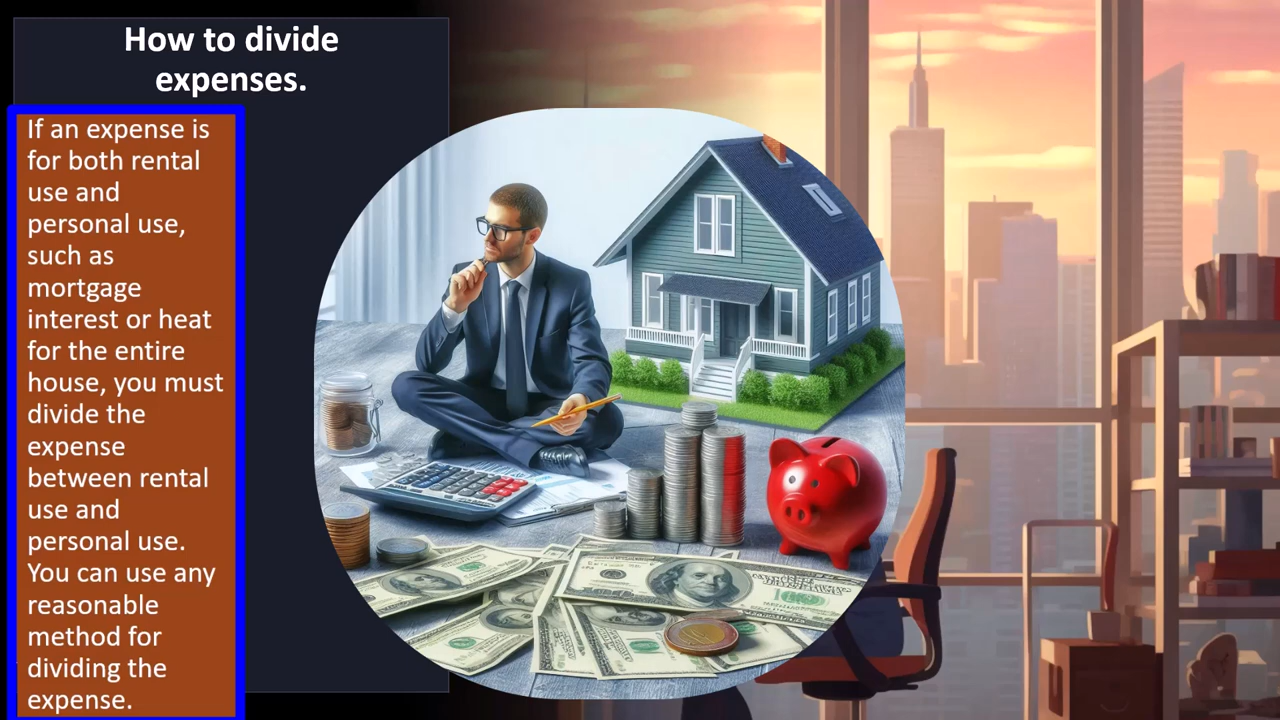 How to divide
expenses.
If an expense is
for both rental
use and
personal use,
such as
mortgage
interest or heat
for the entire
house, you must
divide the
expense
between rental
use and
personal use.
You can use any
reasonable
method for
dividing the
expense.